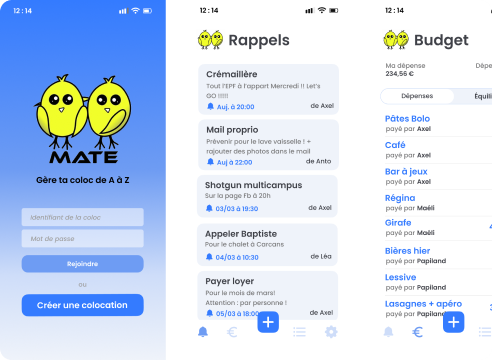 12:14
MATE
Gère ta coloc de A à Z
Identifiant de la coloc
Mot de passe
Rejoindre
ou
Créer une colocation
12:14
Rappels
Crémaillère
Tout l'EPF à l'appart Mercredi !! Let's
GO !!!!!
Auj. à 20:00
de Axel
Mail proprio
Prévenir pour le lave vaisselle ! +
rajouter des photos dans le mail
Auj à 22:00
de Anto
Shotgun multicampus
Sur la page Fb à 20h
03/03 à 19:30
de Axel
Appeler Baptiste
Pour le chalet à Carcans
04/03 à 10:30
de Léa
Payer loyer
Pour le mois de mars!
Attention : par personne !
05/03 à 18:00
de Axel
12:14
Budget
Ma dépense
234,56 €
Dépe
Dépenses
Équili
Pâtes Bolo
payé par Axel
Café
payé par Axel
Bar à jeux
payé par Axel
Régina
payé par Maéli
Girafe
payé par Maéli
Bières hier
payé par Papiland
Lessive
payé par Papiland
Lasagnes + apéro
payé par Papiland